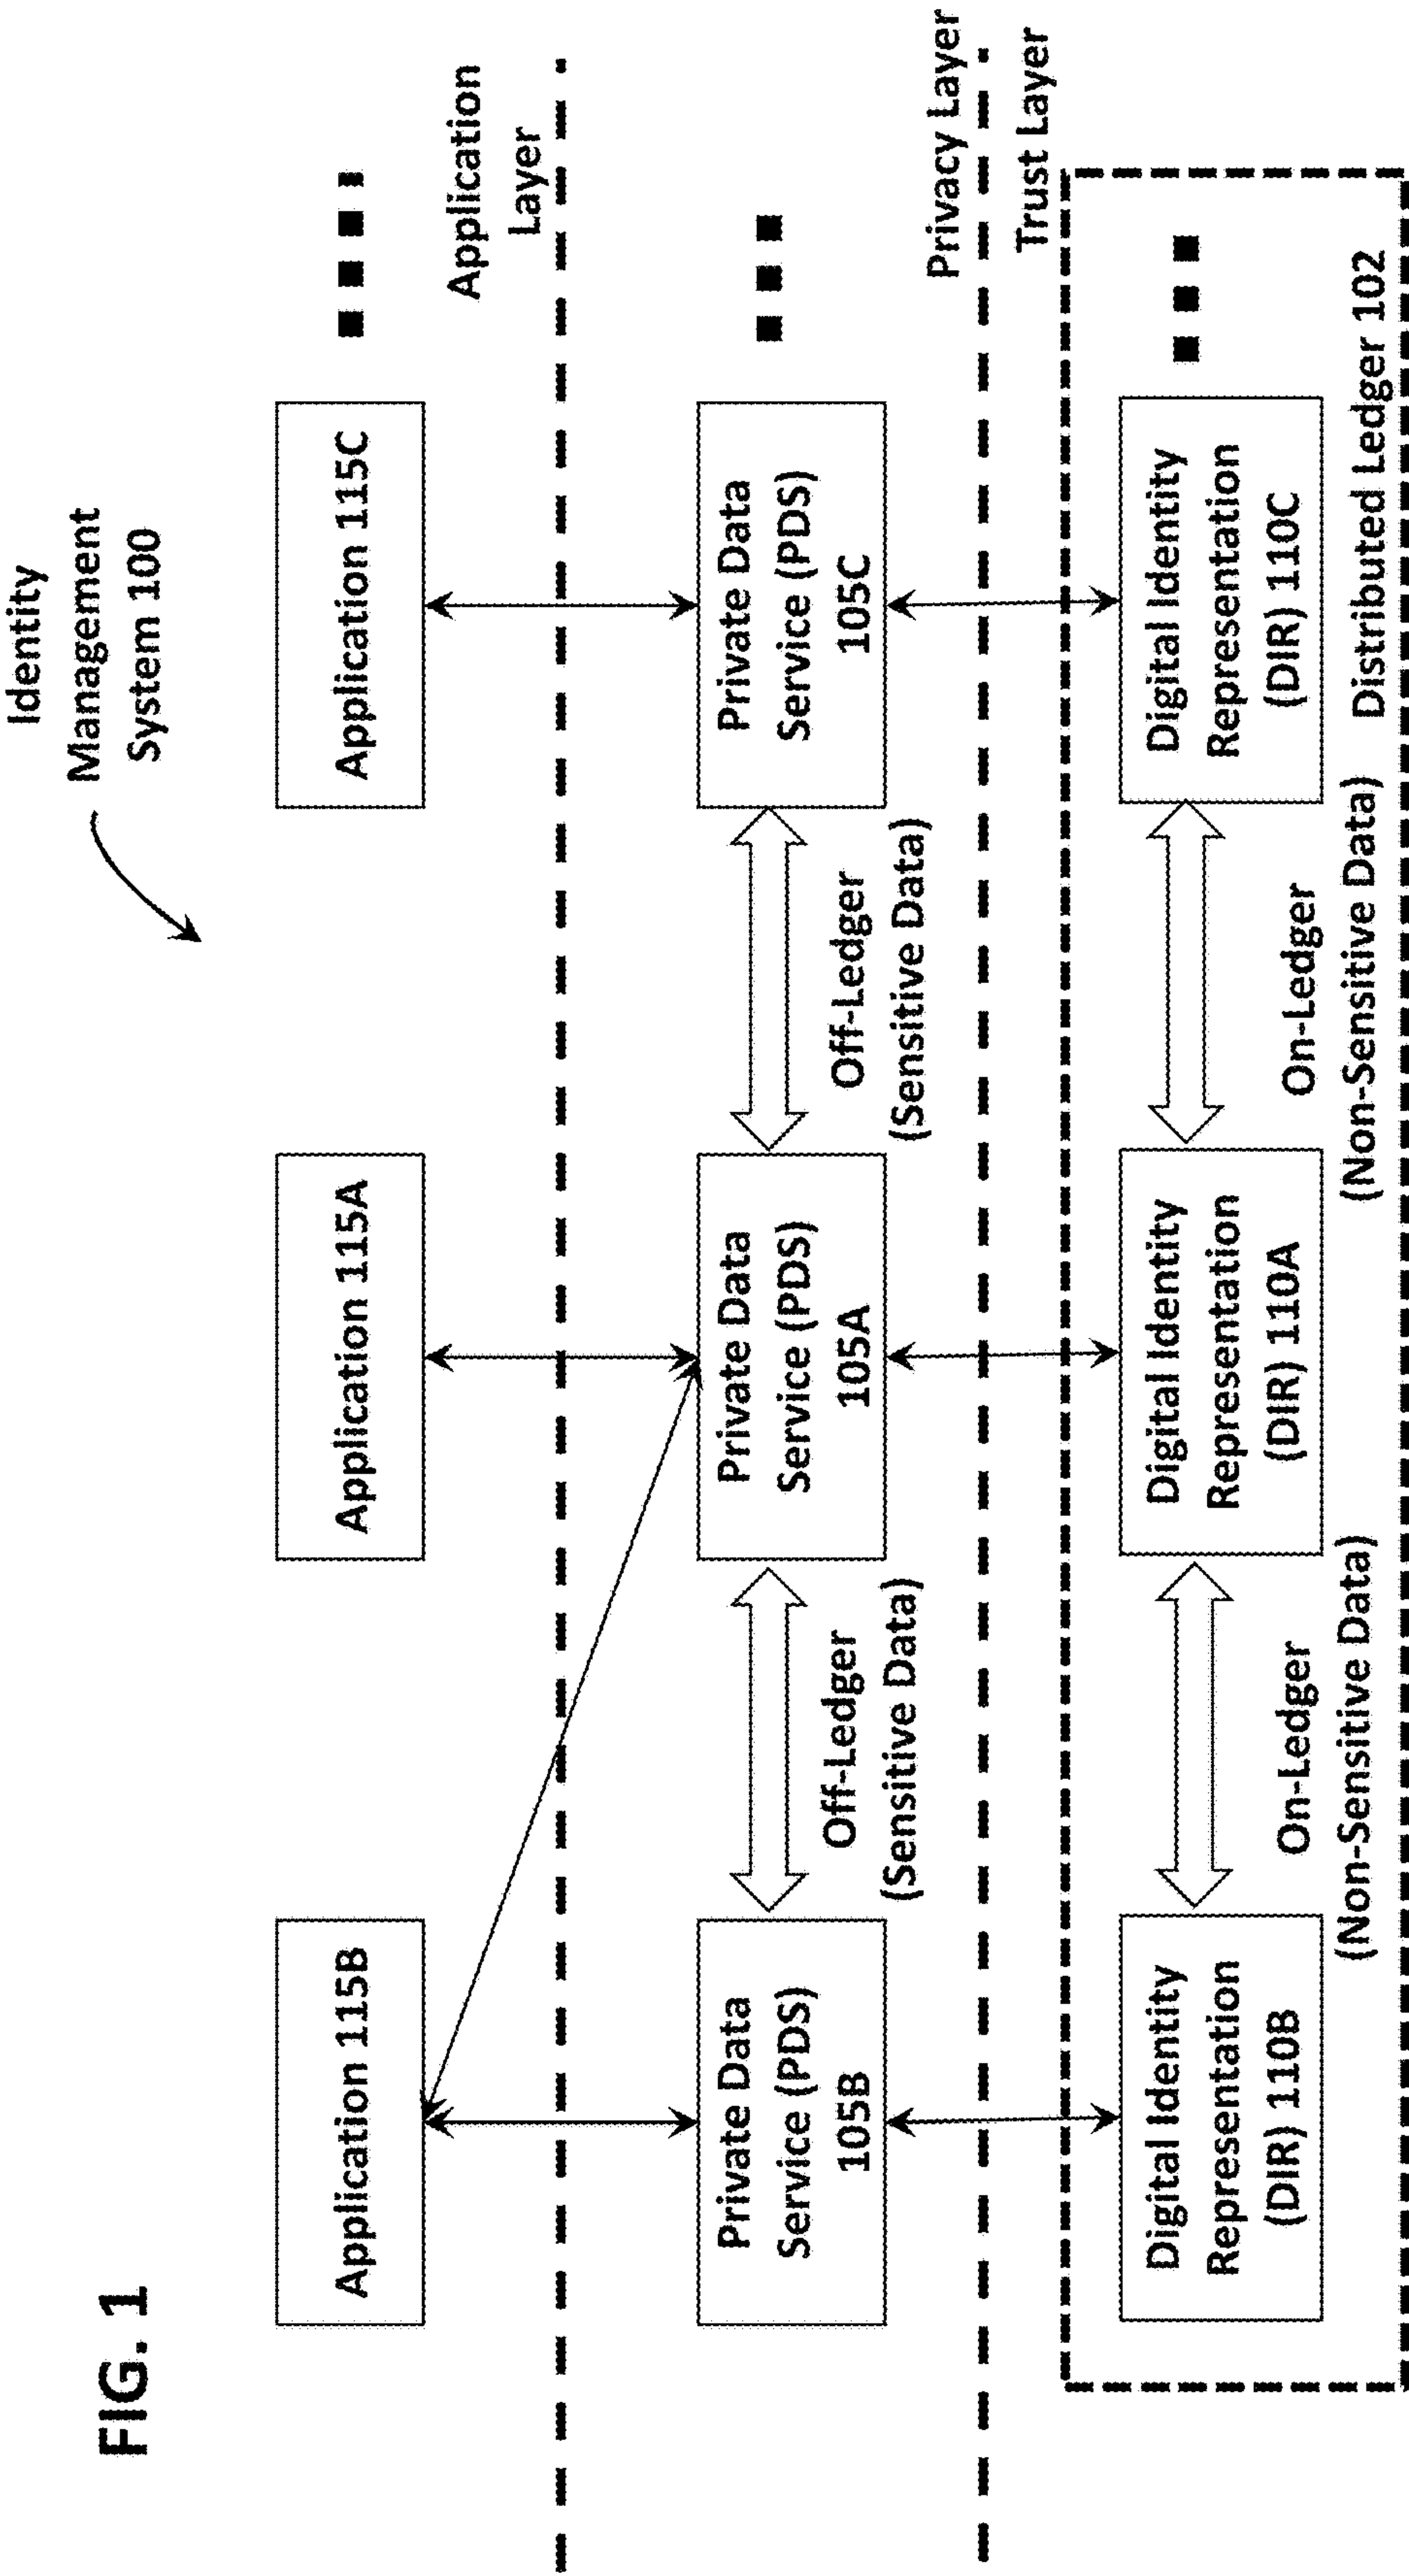 FIG. 1
Identity
Management
System 100
Application 115B
Application 115A
Application 115C
Application
Layer
Private Data
Service (PDS)
105B
Off-Ledger
(Sensitive Data)
Private Data
Service (PDS)
105A
Off-Ledger
(Sensitive Data)
Private Data
Service (PDS)
105C
Privacy Layer
Trust Layer
Digital Identity
Representation
(DIR) 110B
On-Ledger
(Non-Sensitive Data)
Digital Identity
Representation
(DIR) 110A
On-Ledger
(Non-Sensitive Data)
Digital Identity
Representation
(DIR) 110C
Distributed Ledger 102